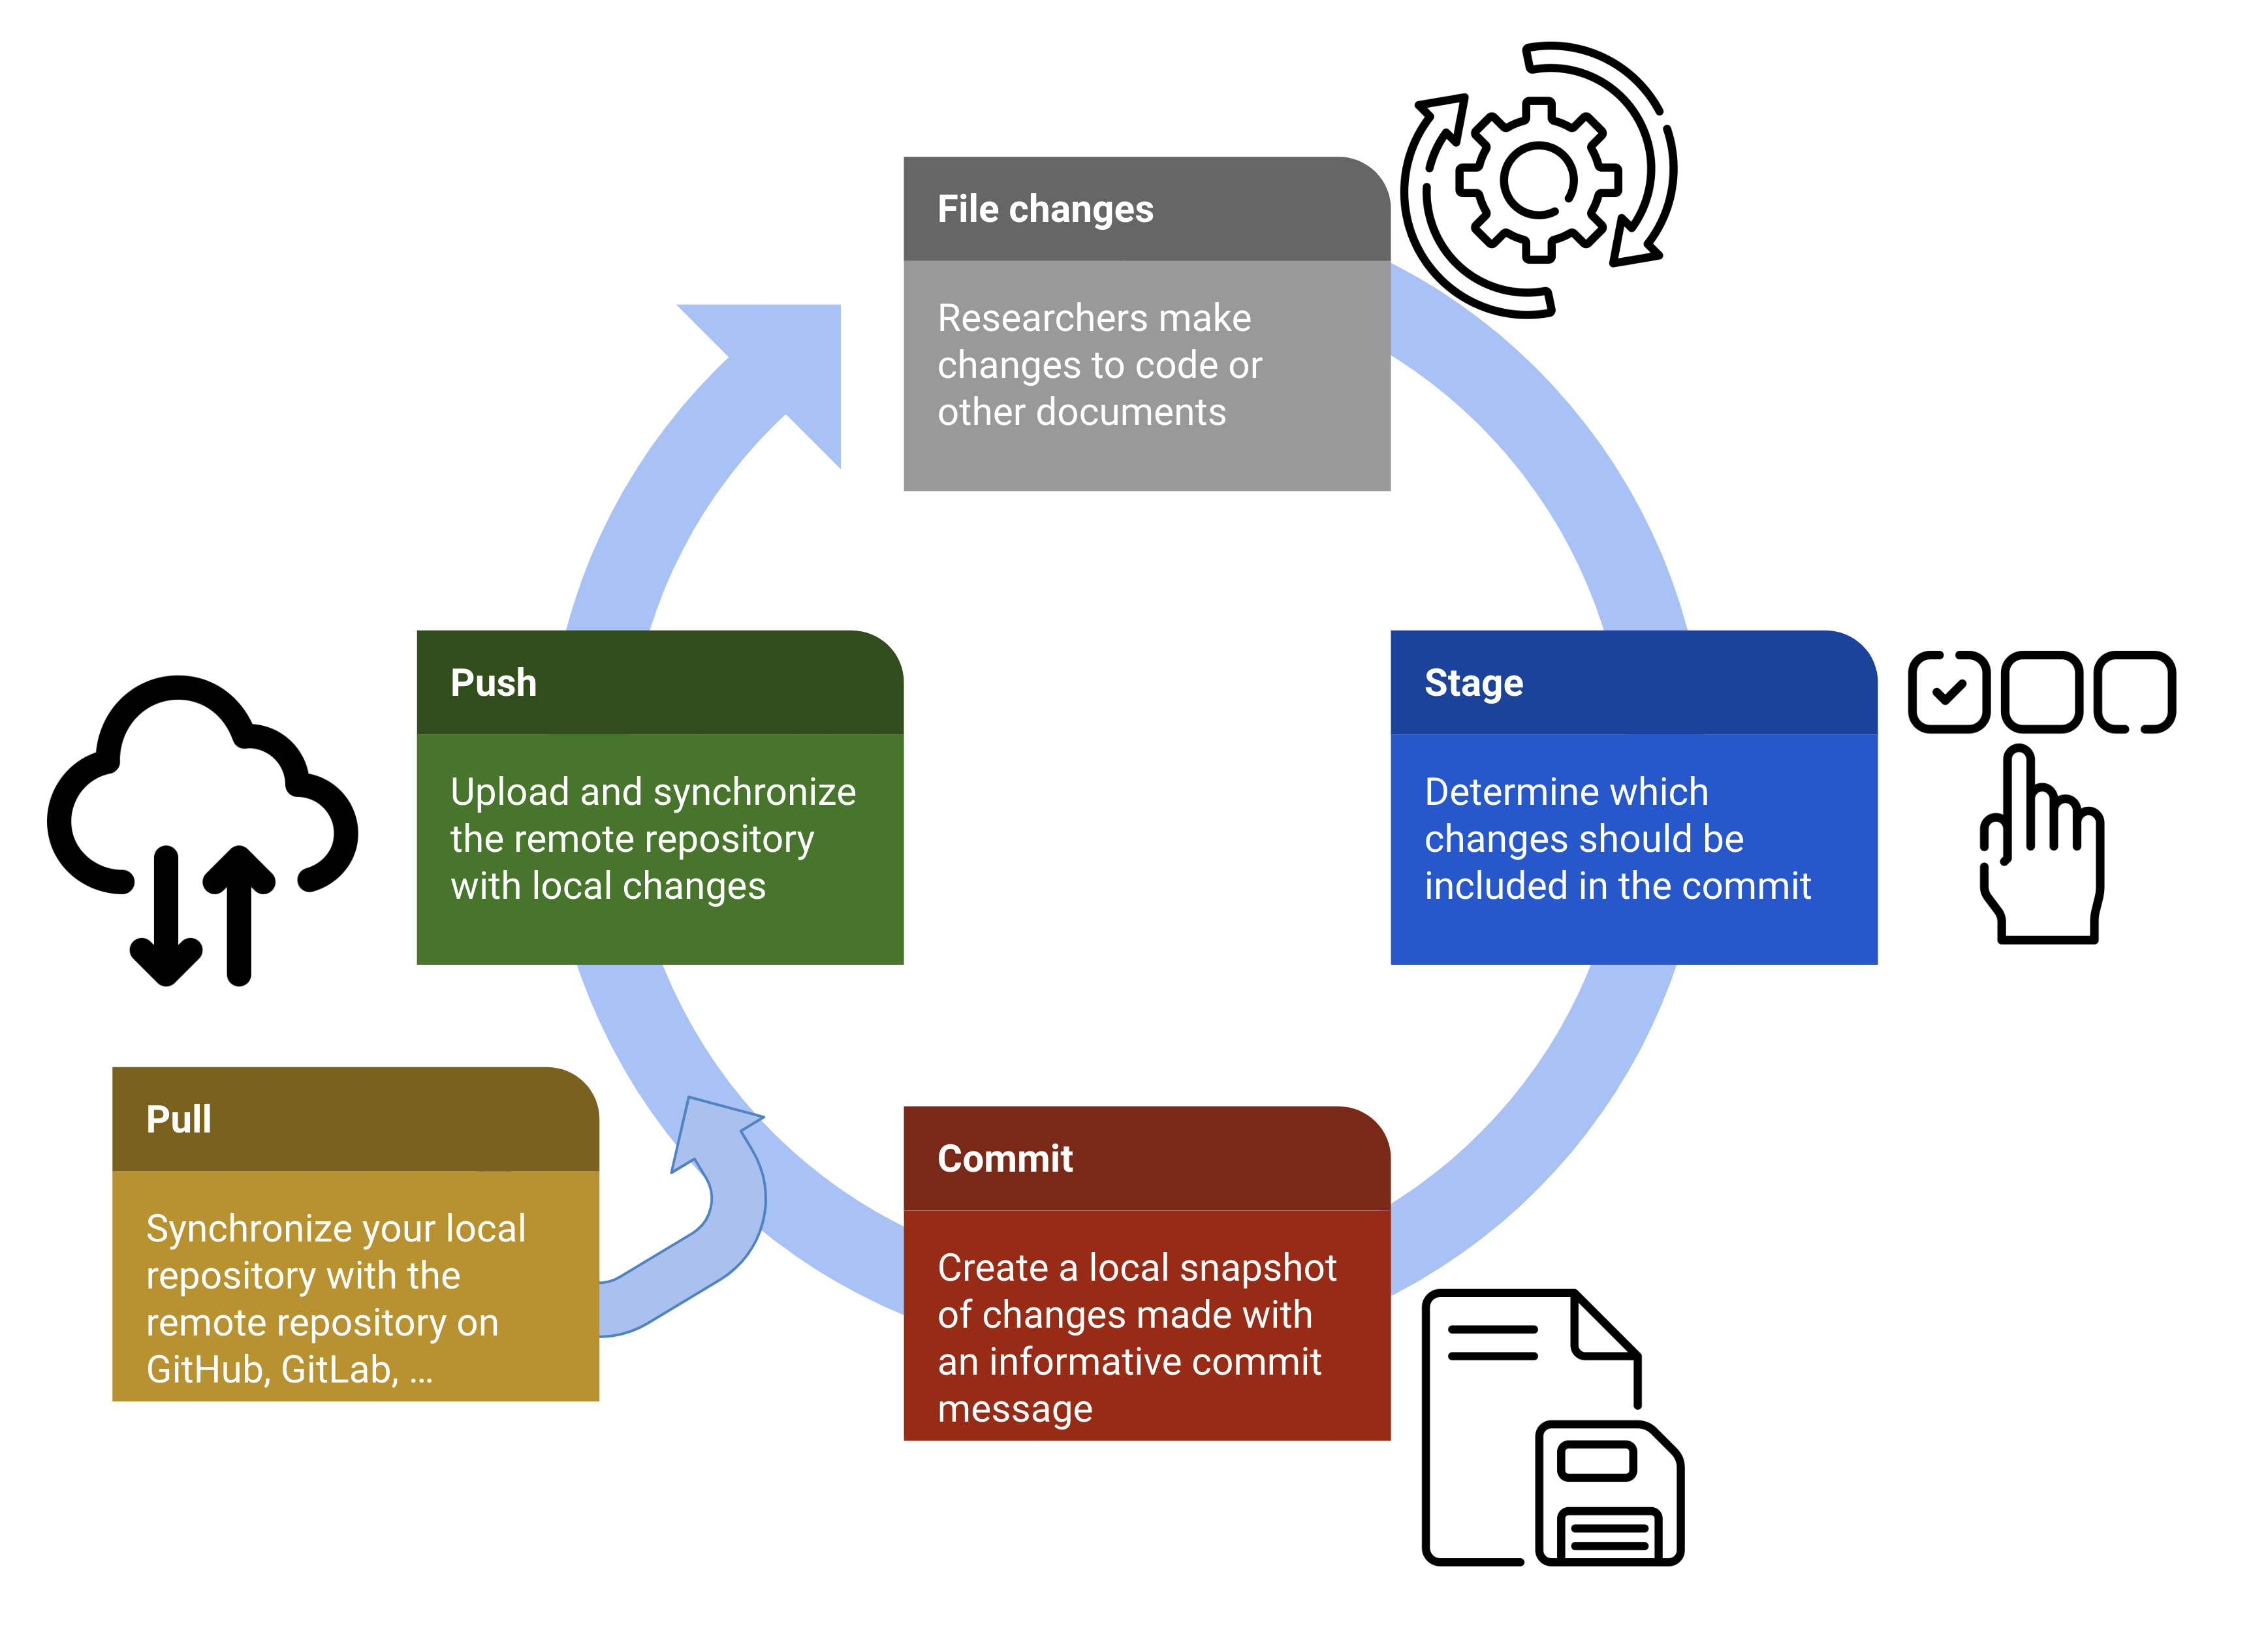 File changes
Researchers make
changes to code or
other documents
Push
Upload and synchronize
the remote repository
with local changes
Stage
Determine which
changes should be
included in the commit
Pull
Synchronize your local
repository with the
remote repository on
GitHub, GitLab, ...
Commit
Create a local snapshot
of changes made with
an informative commit
message